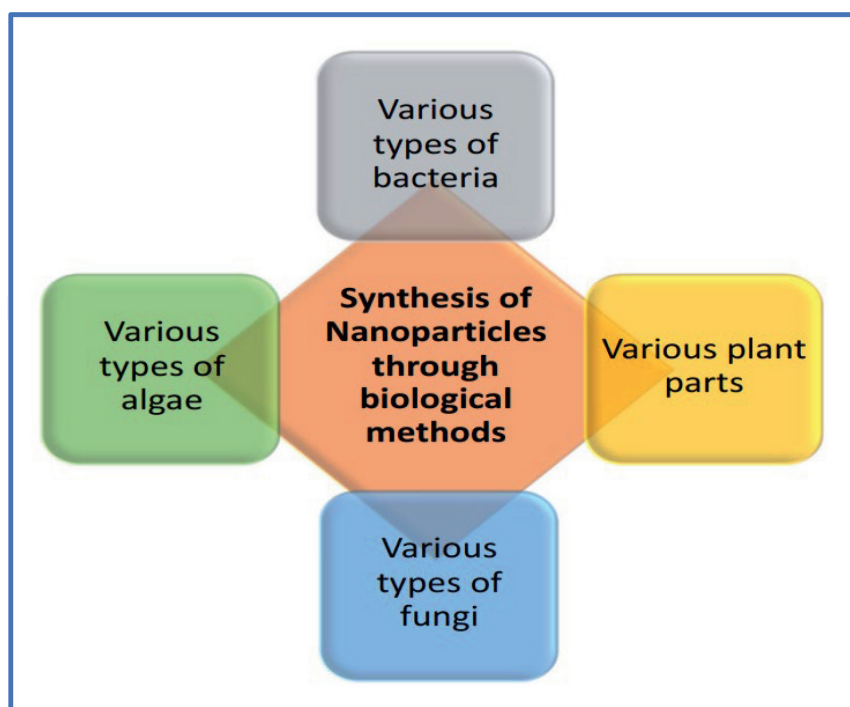 Various
types of
bacteria
Various
types of
algae
Synthesis of
Nanoparticles
through
biological
methods
Various plant
parts
Various
types of
fungi